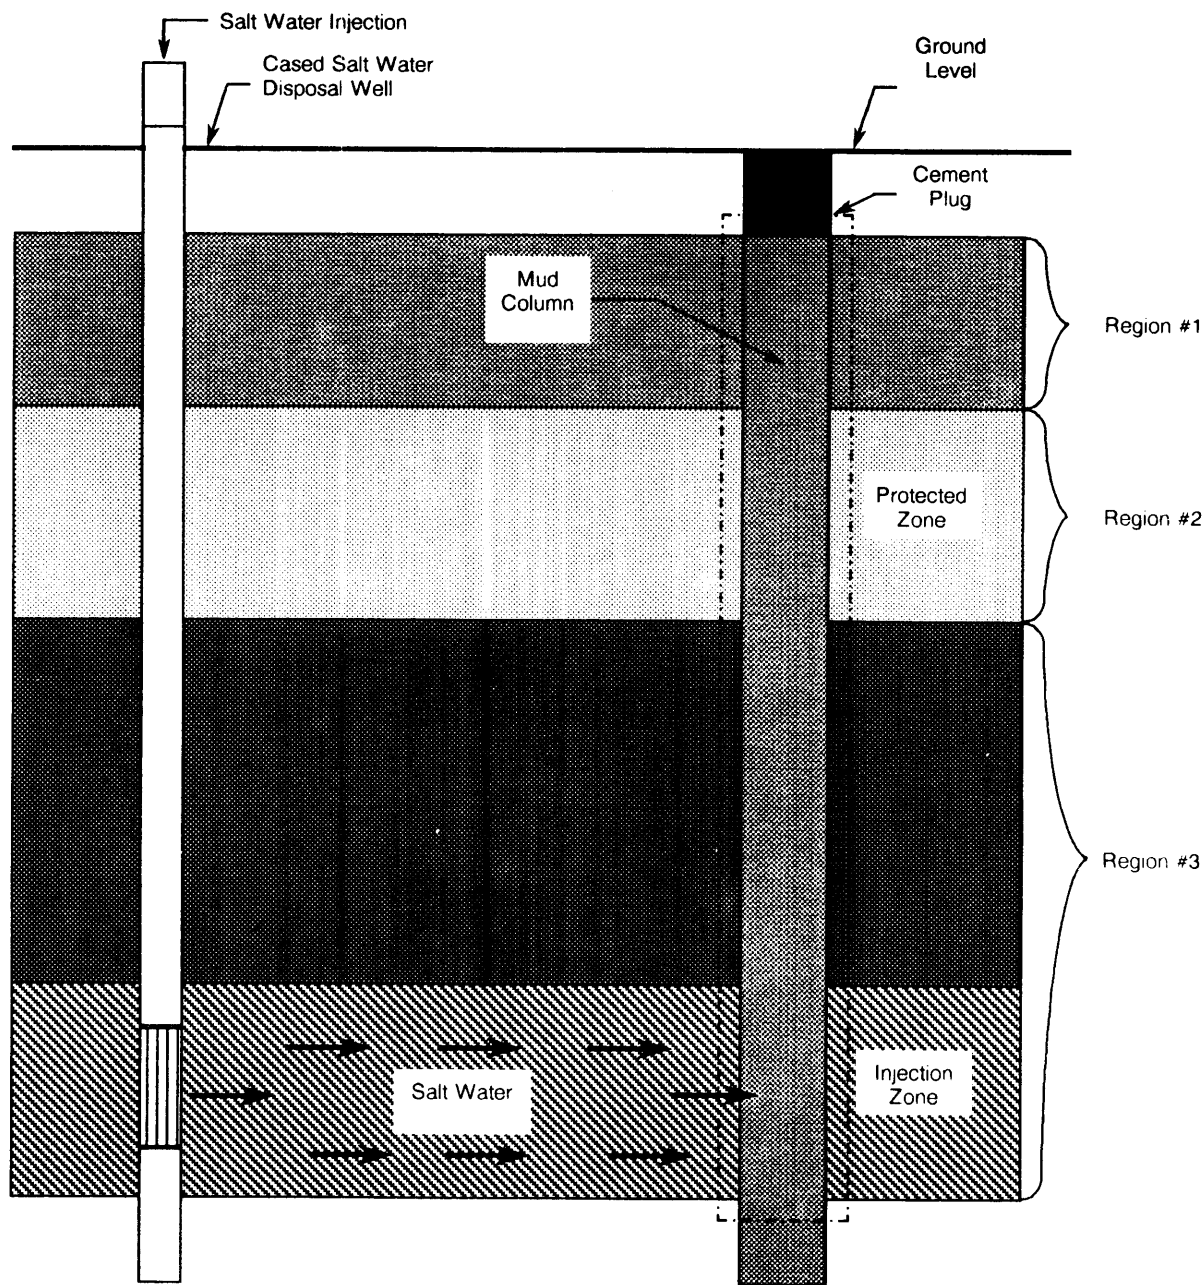 Salt Water Injection
Cased Salt Water
Disposal Well
Ground
Level
Cement
Plug
Mud
Column
Region #1
Protected
Zone
Region #2
Region #3
Salt Water
Injection
Zone